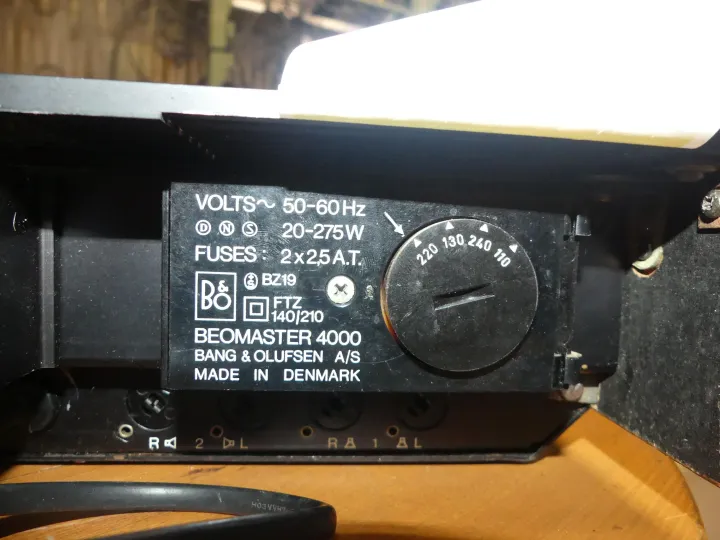 VOLTS~ 50-60Hz
D N S 20-275W
FUSES: 2x2,5A.T.
B&O
BZ19
FTZ
140/210
BEOMASTER 4000
BANG & OLUFSEN A/S
MADE IN DENMARK
220 130 240 110
R 2 L R 1 L